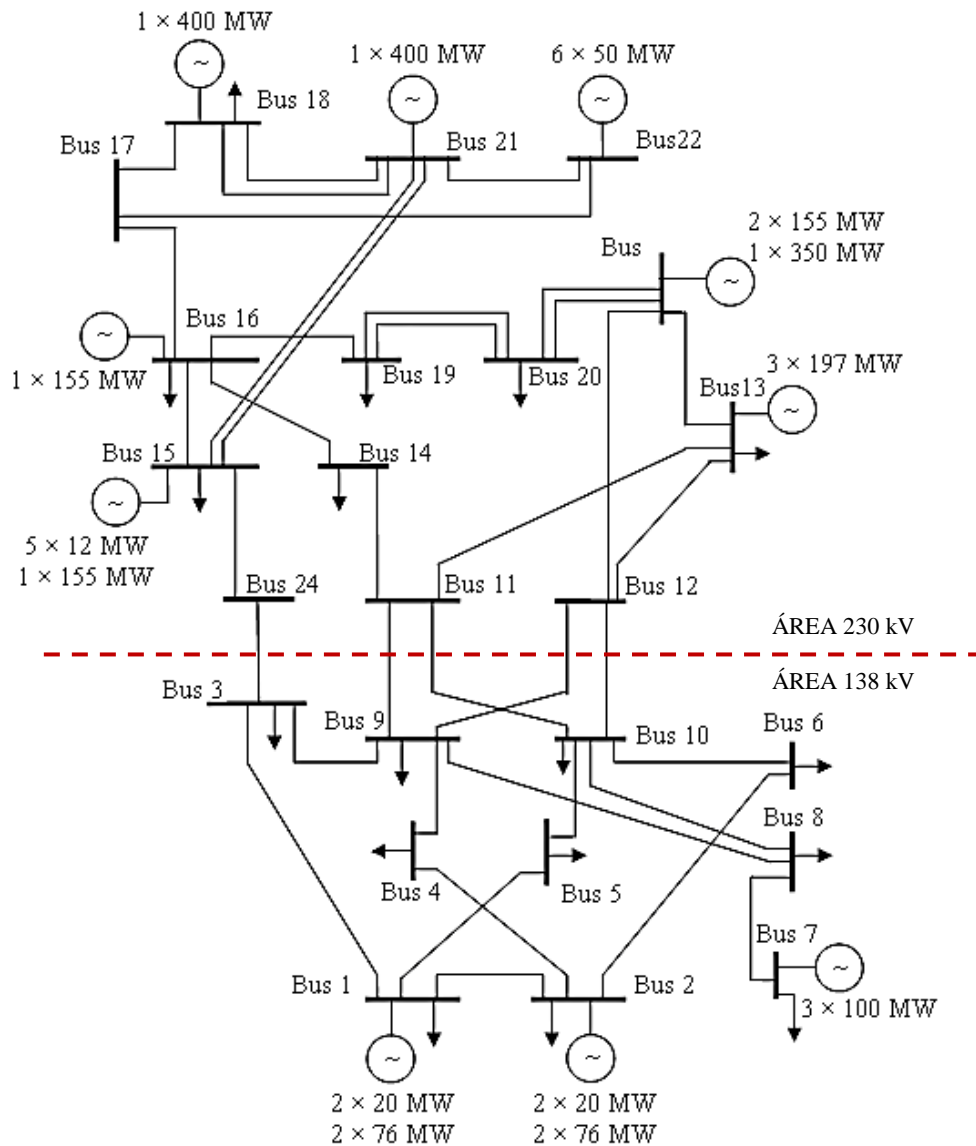 1 × 400 MW
1 × 400 MW
6 × 50 MW
Bus 18
Bus 17
Bus 21
Bus22
2 × 155 MW
1 × 350 MW
Bus
Bus 16
1 × 155 MW
Bus 19
Bus 20
3 × 197 MW
Bus13
Bus 15
Bus 14
5 × 12 MW
1 × 155 MW
Bus 24
Bus 11
Bus 12
ÁREA 230 kV
ÁREA 138 kV
Bus 3
Bus 9
Bus 10
Bus 6
Bus 8
Bus 4
Bus 5
Bus 7
3 × 100 MW
Bus 1
Bus 2
2 × 20 MW
2 × 76 MW
2 × 20 MW
2 × 76 MW
~
~
~
~
~
~
~
~
~
~